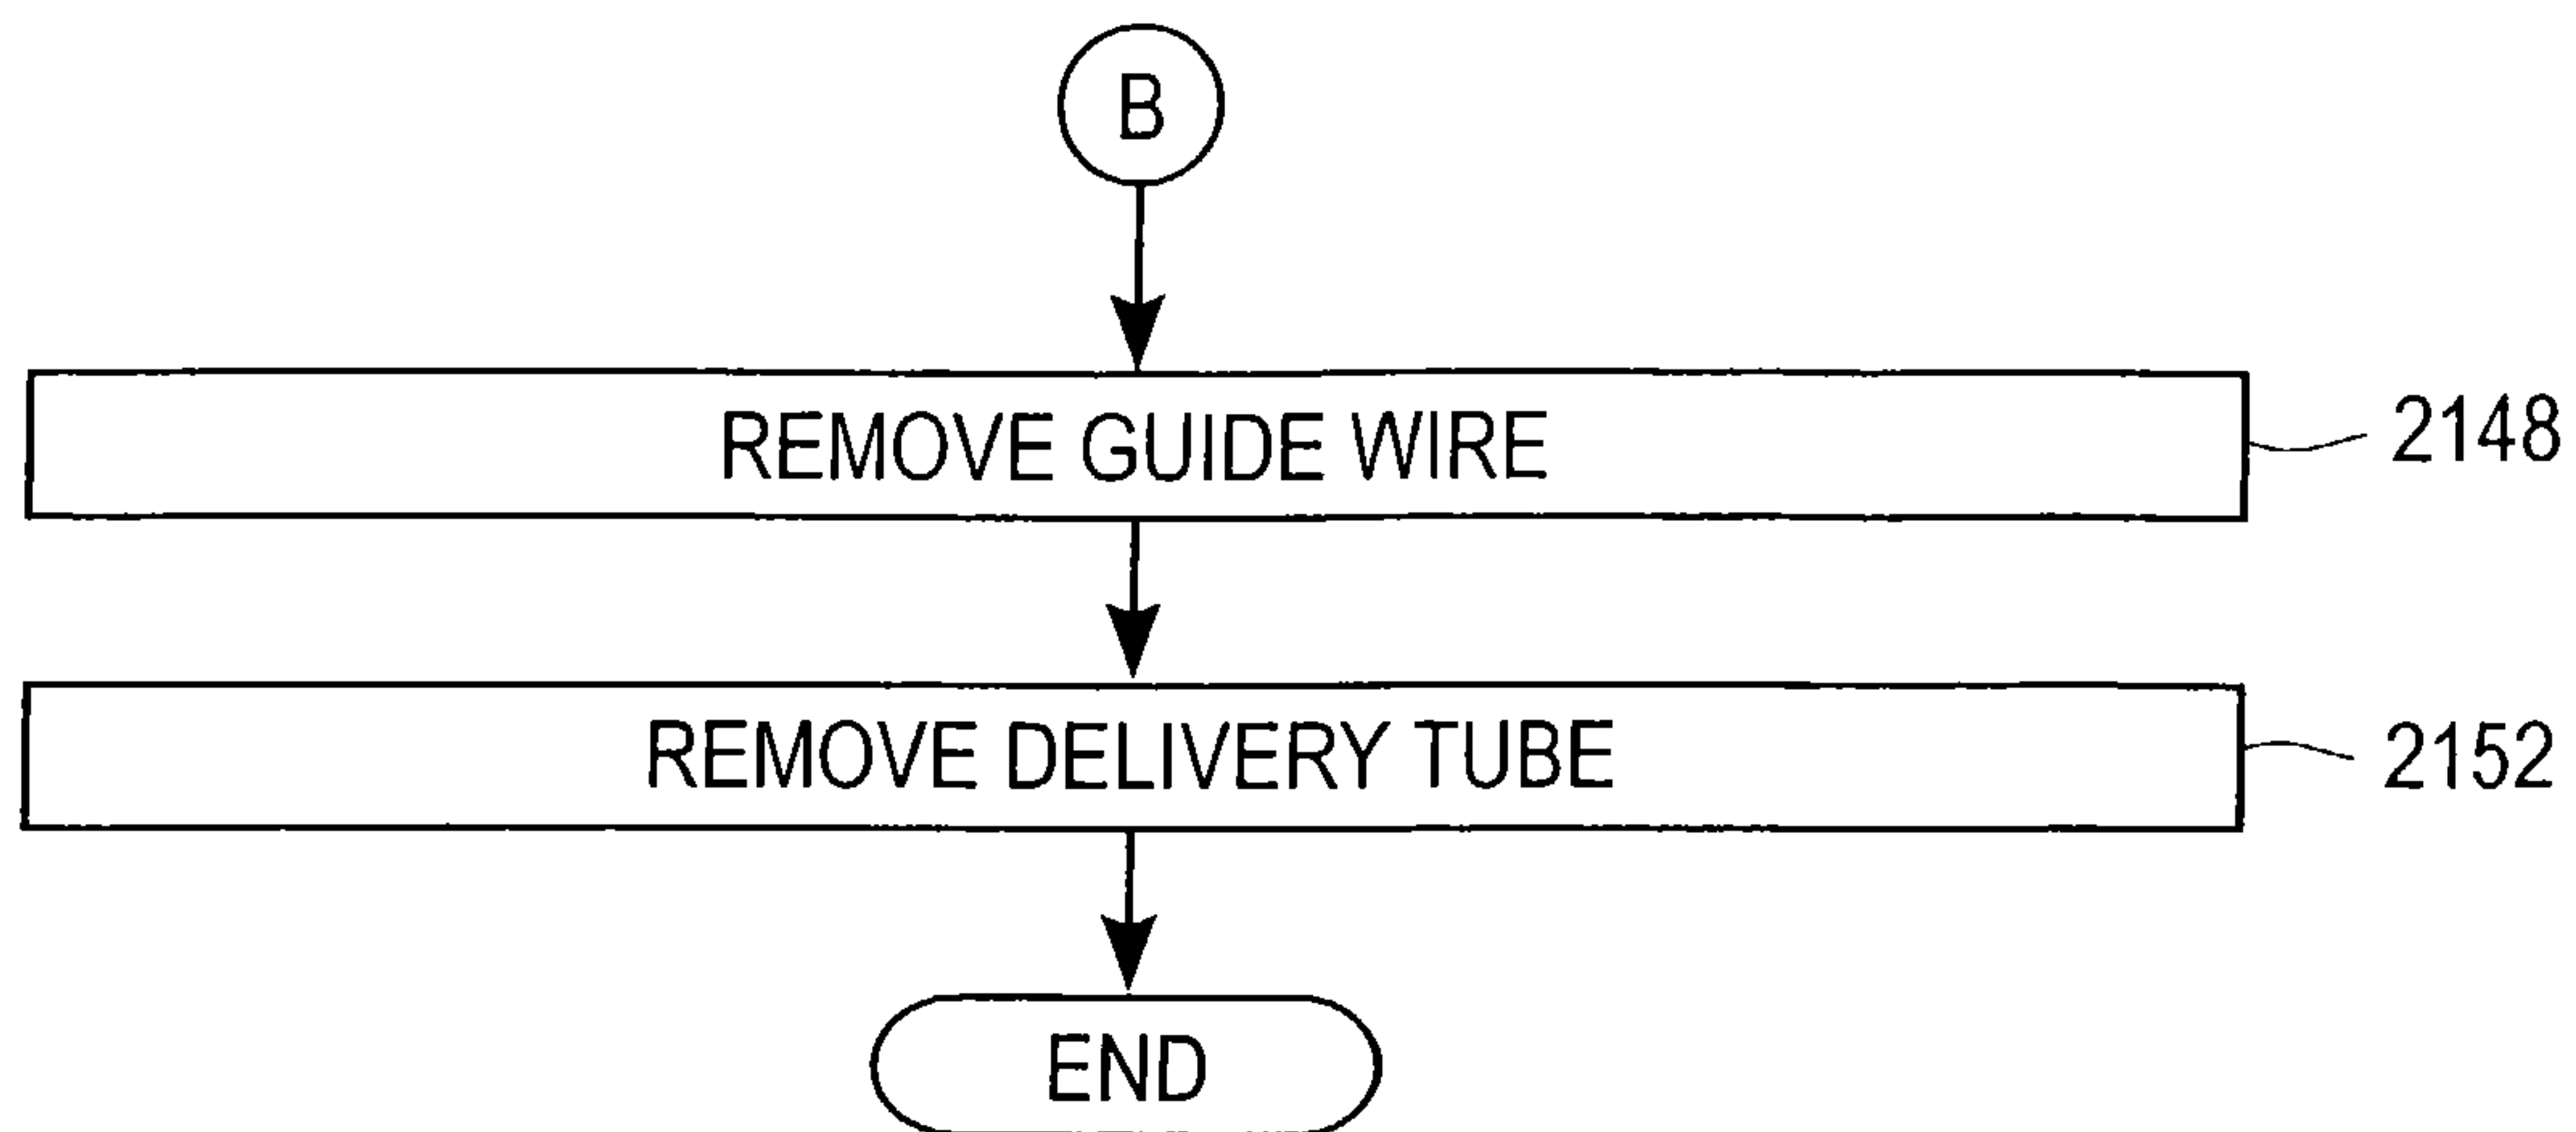 B
REMOVE GUIDE WIRE
2148
REMOVE DELIVERY TUBE
2152
END